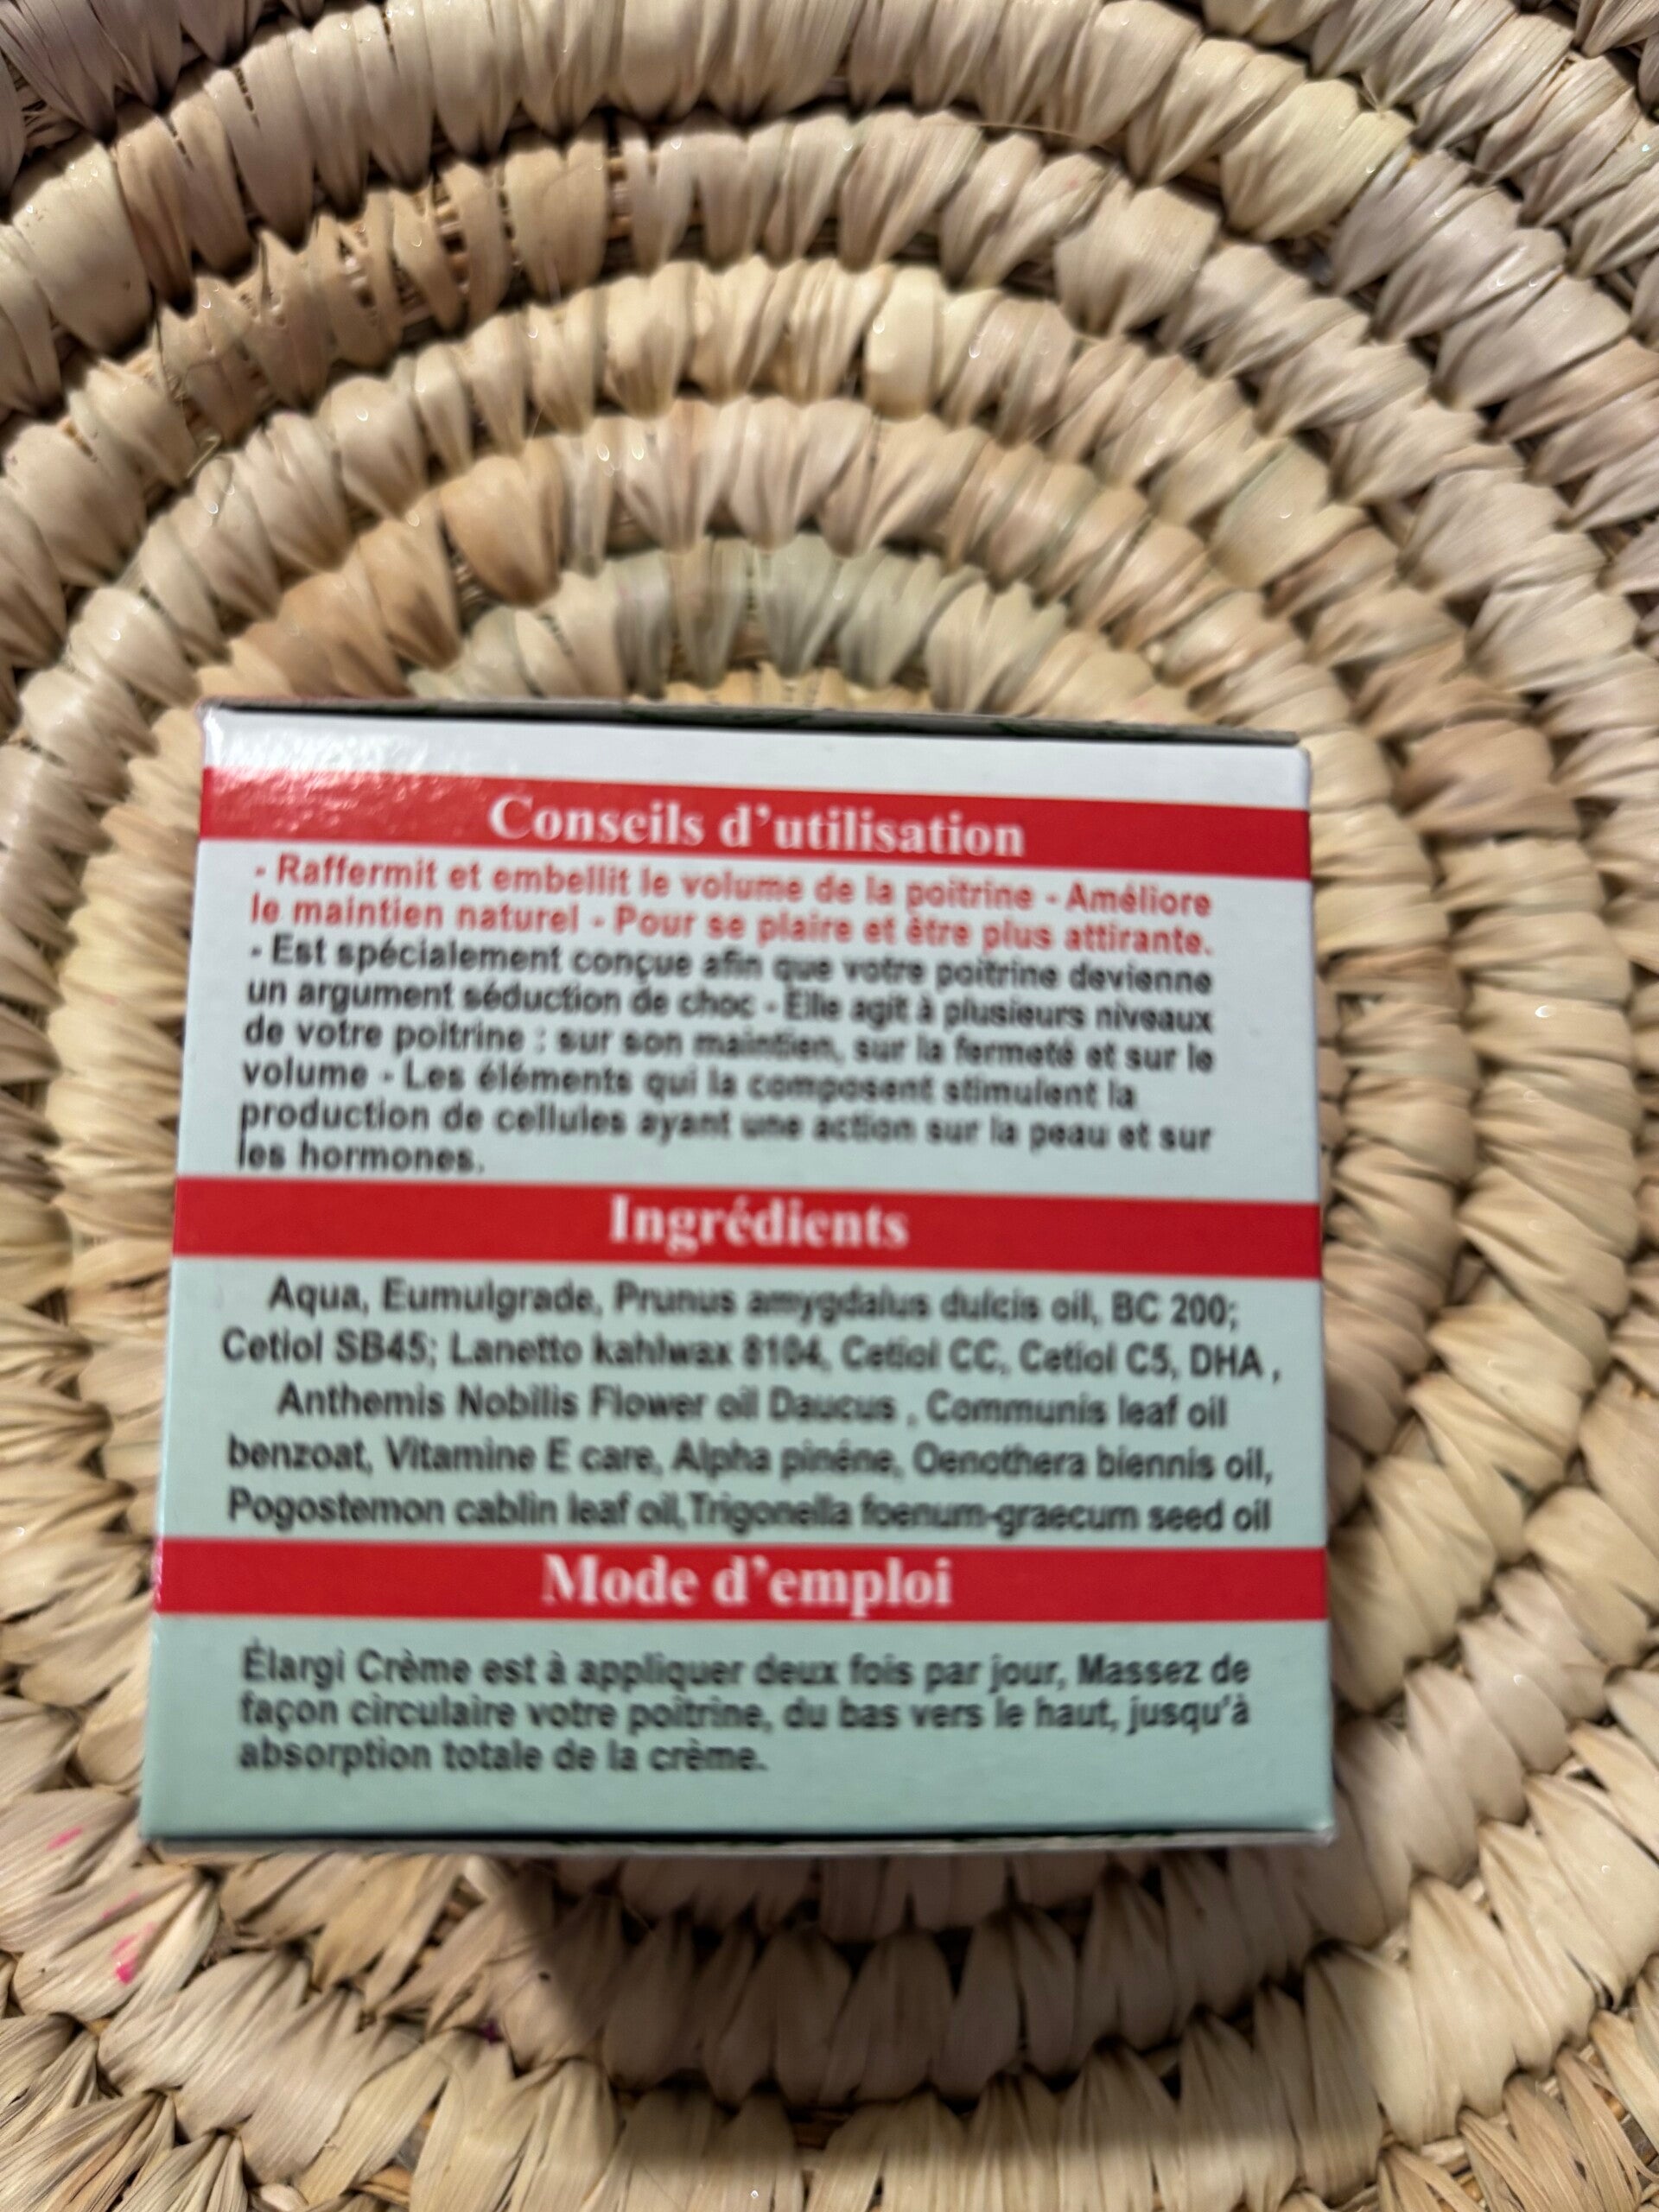 Conseils d'utilisation
- Raffermit et embellit le volume de la poitrine - Améliore
le maintien naturel - Pour se plaire et être plus attirante.
- Est spécialement conçue afin que votre poitrine devienne
un argument séduction de choc - Elle agit à plusieurs niveaux
de votre poitrine : sur son maintien, sur la fermeté et sur le
volume - Les éléments qui la composent stimulent la
production de cellules ayant une action sur la peau et sur
les hormones.
Ingrédients
Aqua, Eumulgrade, Prunus amygdalus dulcis oil, BC 200;
Cetiol SB45; Lanetto kahlwax 8104, Cetiol CC, Cetiol C5, DHA ,
Anthemis Nobilis Flower oil Daucus , Communis leaf oil
benzoat, Vitamine E care, Alpha pinéne, Oenothera biennis oil,
Pogostemon cablin leaf oil,Trigonella foenum-graecum seed oil
Mode d'emploi
Élargi Crème est à appliquer deux fois par jour, Massez de
façon circulaire votre poitrine, du bas vers le haut, jusqu'à
absorption totale de la crème.